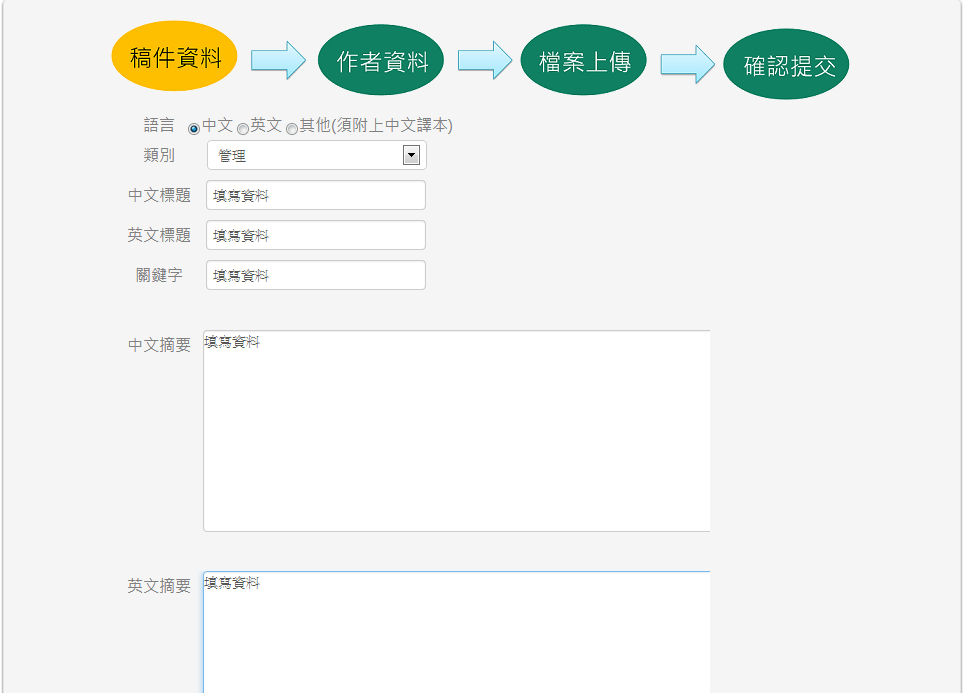 稿件資料 作者資料 檔案上傳 確認提交
語言 中文 英文 其他(須附上中文譯本)
類別 管理
中文標題 填寫資料
英文標題 填寫資料
關鍵字 填寫資料
中文摘要 填寫資料
英文摘要 填寫資料